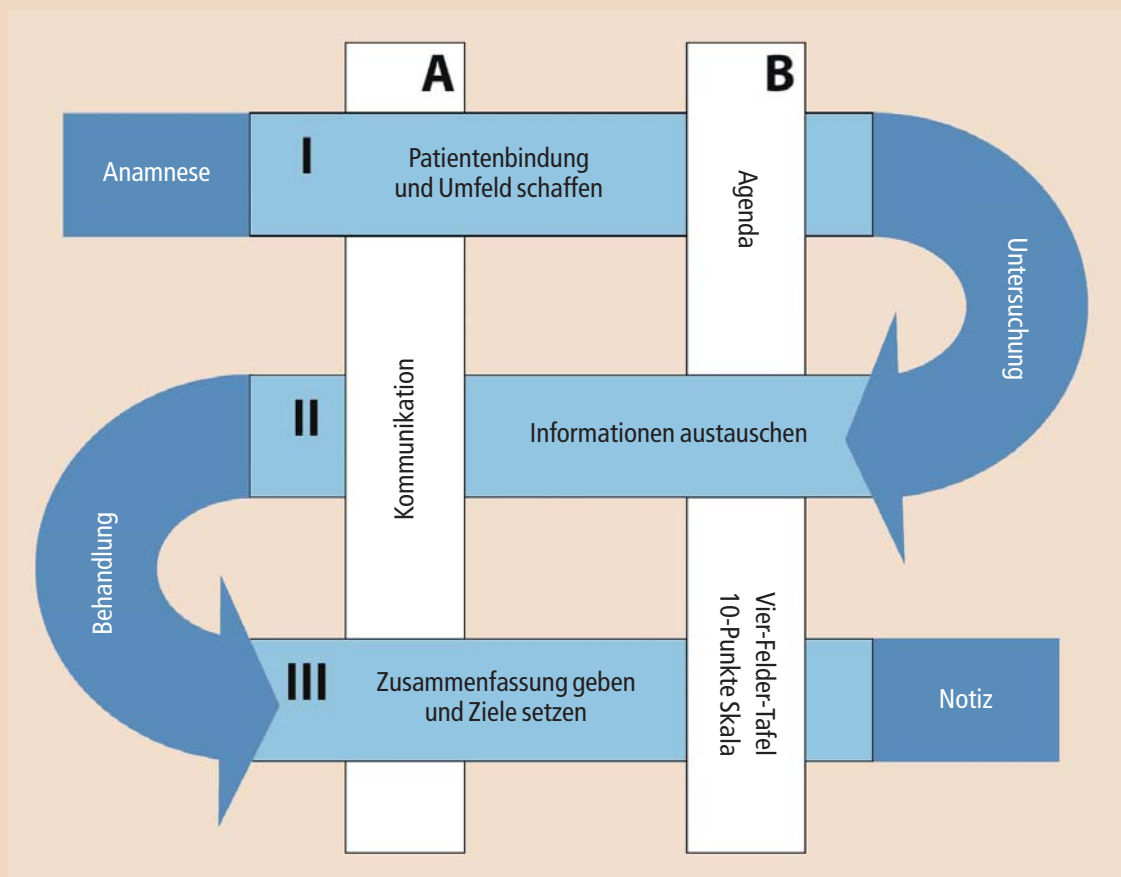 A
B
Anamnese
I
Patientenbindung
und Umfeld schaffen
Agenda
Untersuchung
II
Kommunikation
Informationen austauschen
Behandlung
III
Zusammenfassung geben
und Ziele setzen
Vier-Felder-Tafel
10-Punkte Skala
Notiz